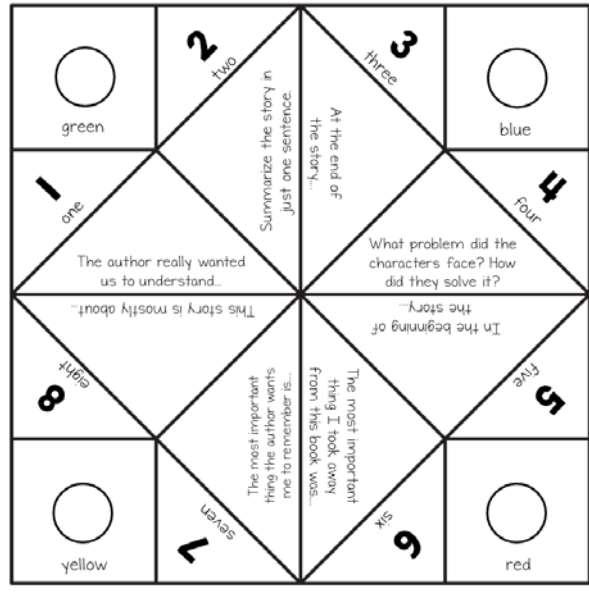 2
two
3
three
green
blue
Summarize the story in
just one sentence.
At the end of
the story...
1
one
4
four
The author really wanted
us to understand...
What problem did the
characters face? How
did they solve it?
This story is mostly about...
In the beginning of
the story...
8
eight
5
five
The most important
thing the author wants
me to remember is...
The most important
thing I took away
from this book was...
7
seven
6
six
yellow
red